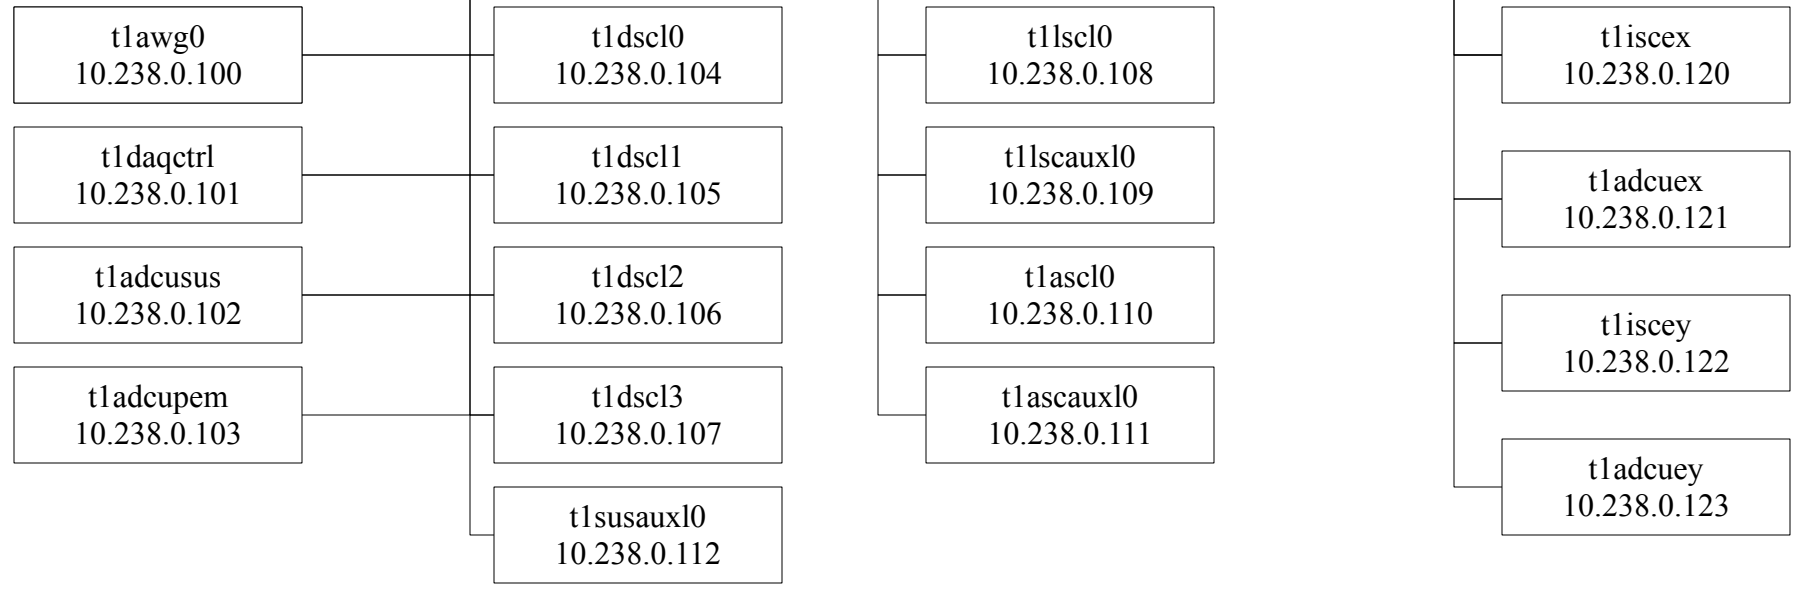 t1awg0
10.238.0.100
t1daqctrl
10.238.0.101
t1adcusus
10.238.0.102
t1adcupem
10.238.0.103
t1dscl0
10.238.0.104
t1dscl1
10.238.0.105
t1dscl2
10.238.0.106
t1dscl3
10.238.0.107
t1susauxl0
10.238.0.112
t1lscl0
10.238.0.108
t1lscauxl0
10.238.0.109
t1ascl0
10.238.0.110
t1ascauxl0
10.238.0.111
t1iscex
10.238.0.120
t1adcuex
10.238.0.121
t1iscey
10.238.0.122
t1adcuey
10.238.0.123